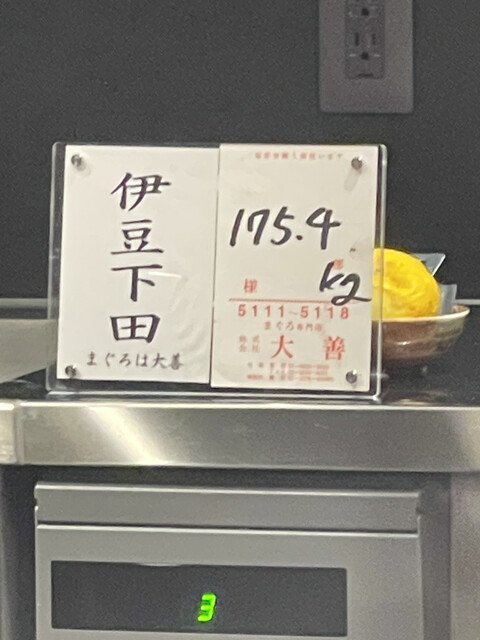 伊豆下田
まぐろは大善
175.4
kg
様
5111~5118
まぐろ専門店
株式会社 大善
3